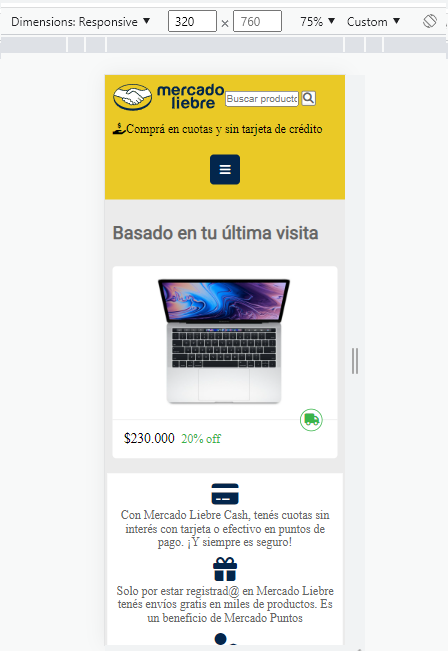 Dimensions: Responsive ▼ 320 × 760 75% ▼ Custom ▼
mercado
liebre
Buscar producto
Comprá en cuotas y sin tarjeta de crédito
Basado en tu última visita
$230.000 20% off
Con Mercado Liebre Cash, tenés cuotas sin
interés con tarjeta o efectivo en puntos de
pago. ¡Y siempre es seguro!
Solo por estar registrad@ en Mercado Liebre
tenés envíos gratis en miles de productos. Es
un beneficio de Mercado Puntos